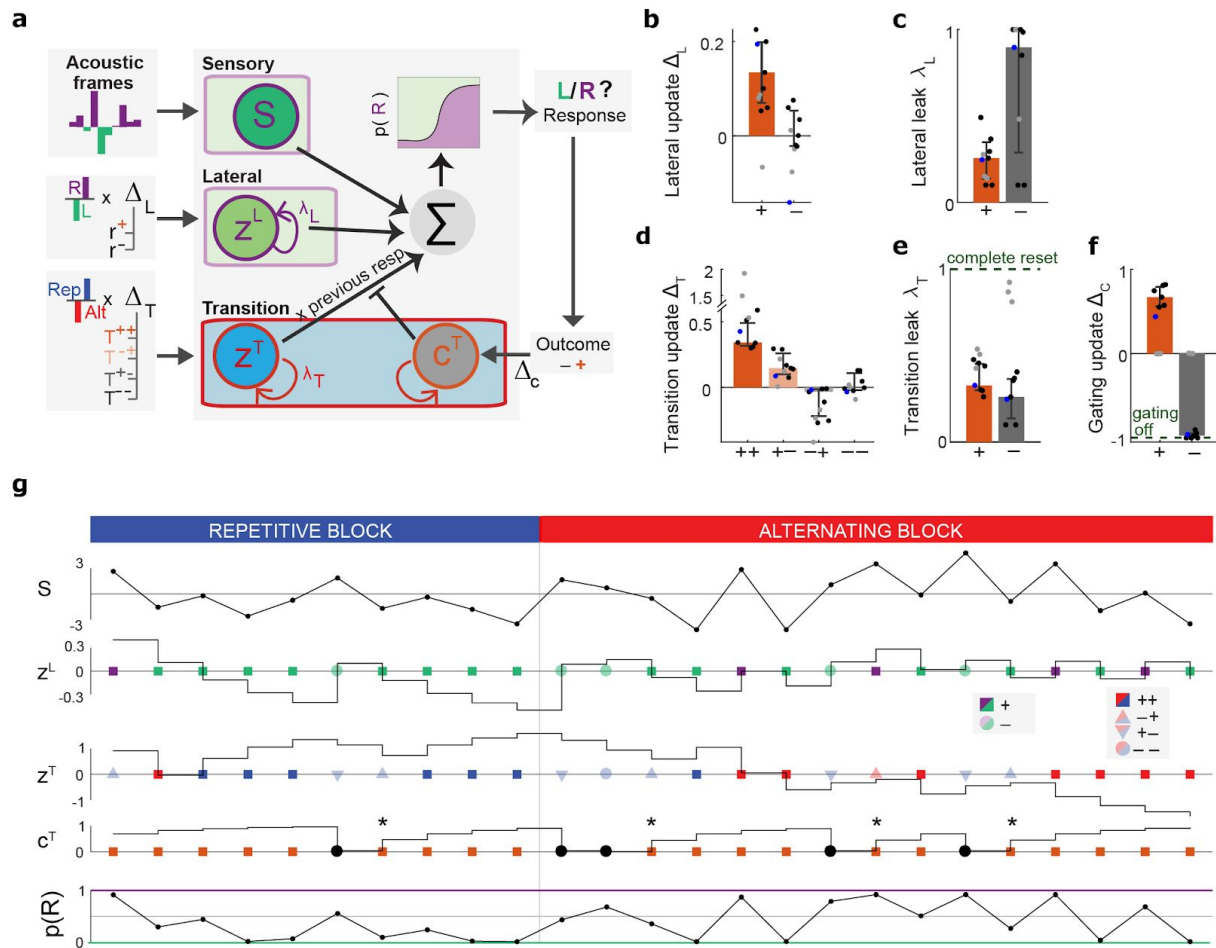 a
Acoustic
frames
Sensory
S
p(R)
L/R?
Response
R
L
x Δ_L
r+
r-
Lateral
z^L
λ_L
Σ
x previous resp.
Rep
Alt
x Δ_T
T++
T-+
T+-
T--
Transition
z^T
λ_T
c^T
Δ_c
Outcome
− +
b
Lateral update Δ_L
0.2
0
+ −
c
Lateral leak λ_L
1
0
+ −
d
Transition update Δ_T
2
1
0.5
0
++ +− −+ −−
e
complete reset
Transition leak λ_T
1
0
+ −
f
Gating update Δ_C
1
0
-1
gating
off
+ −
g
REPETITIVE BLOCK
ALTERNATING BLOCK
S
3
-3
z^L
0.3
0
-0.3
+
−
++
−+
+−
−−
z^T
1
0
-1
c^T
1
0
* * * *
p(R)
1
0